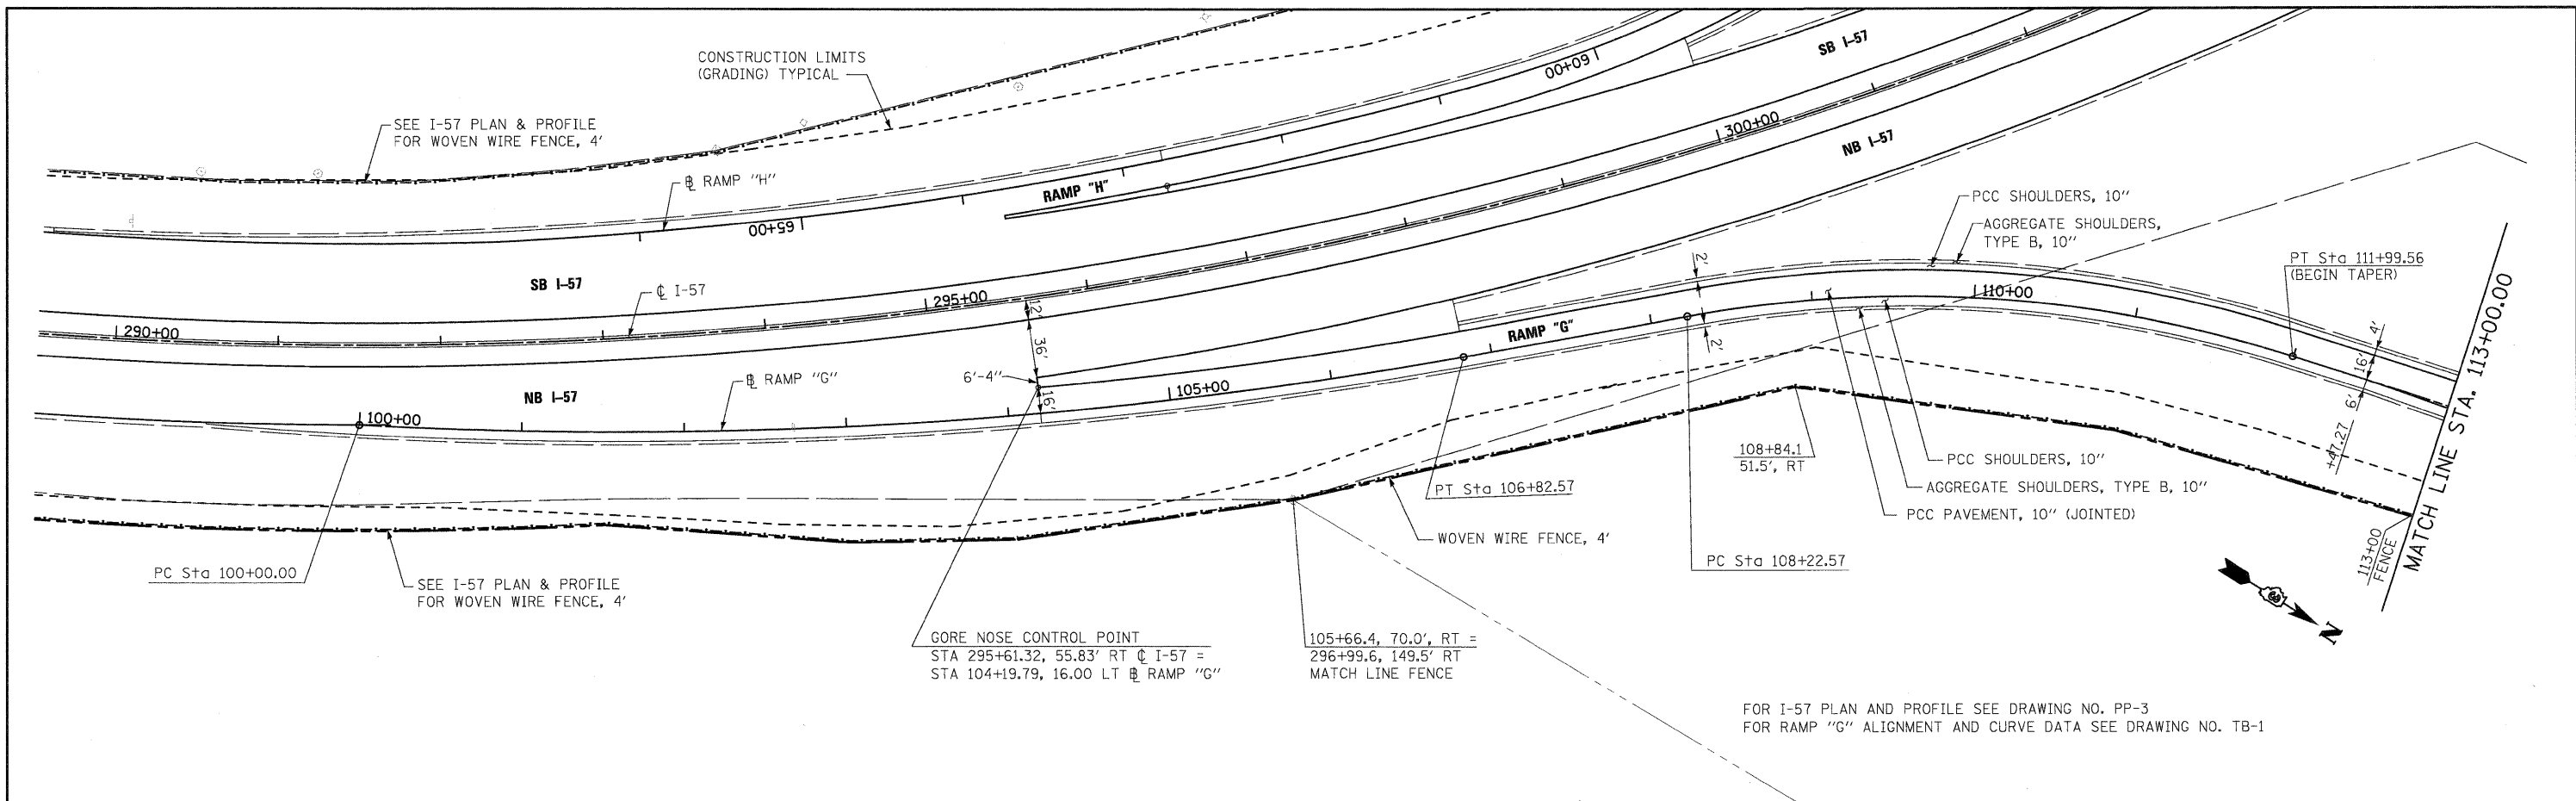 CONSTRUCTION LIMITS
(GRADING) TYPICAL
SEE I-57 PLAN & PROFILE
FOR WOVEN WIRE FENCE, 4'
℄ RAMP "H"
65+00
RAMP "H"
60+00
SB I-57
300+00
NB I-57
SB I-57
℄ I-57
290+00
295+00
12'
36'
6'-4"
16'
℄ RAMP "G"
NB I-57
100+00
105+00
RAMP "G"
2'
2'
110+00
PCC SHOULDERS, 10"
AGGREGATE SHOULDERS,
TYPE B, 10"
PT Sta 111+99.56
(BEGIN TAPER)
4'
16'
6'
+47.27
MATCH LINE STA. 113+00.00
113+00
FENCE
108+84.1
51.5', RT
PCC SHOULDERS, 10"
AGGREGATE SHOULDERS, TYPE B, 10"
PCC PAVEMENT, 10" (JOINTED)
PT Sta 106+82.57
WOVEN WIRE FENCE, 4'
PC Sta 108+22.57
PC Sta 100+00.00
SEE I-57 PLAN & PROFILE
FOR WOVEN WIRE FENCE, 4'
GORE NOSE CONTROL POINT
STA 295+61.32, 55.83' RT ℄ I-57 =
STA 104+19.79, 16.00 LT ℄ RAMP "G"
105+66.4, 70.0', RT =
296+99.6, 149.5' RT
MATCH LINE FENCE
N
FOR I-57 PLAN AND PROFILE SEE DRAWING NO. PP-3
FOR RAMP "G" ALIGNMENT AND CURVE DATA SEE DRAWING NO. TB-1